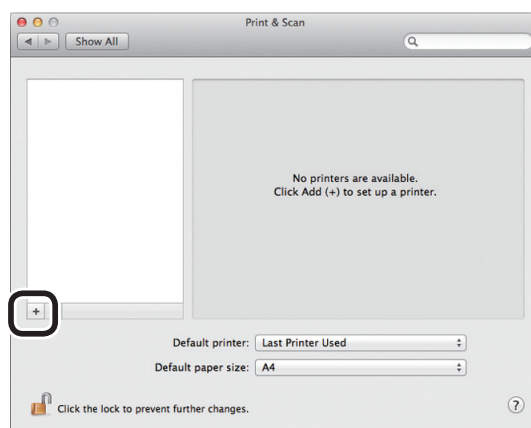 Print & Scan
Show All
No printers are available.
Click Add (+) to set up a printer.
+
Default printer: Last Printer Used
Default paper size: A4
Click the lock to prevent further changes.
?